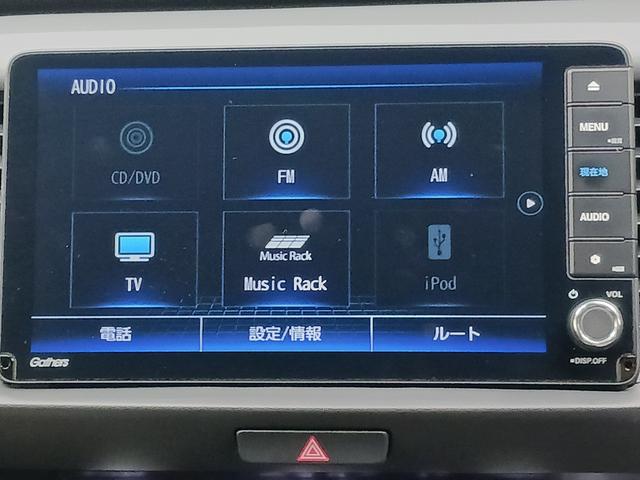 AUDIO
CD/DVD
FM
AM
TV
Music Rack
Music Rack
iPod
電話
設定/情報
ルート
Gathers
MENU
現在地
AUDIO
VOL
DISP.OFF